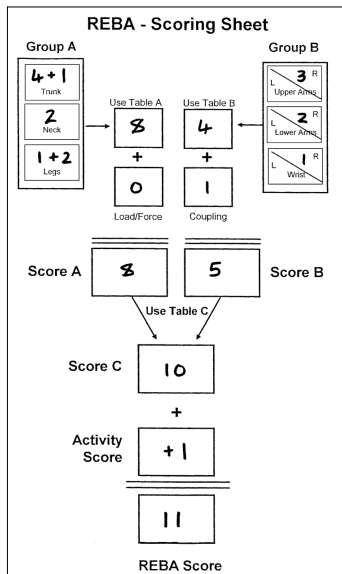 REBA - Scoring Sheet
Group A
Group B
4 + 1
Trunk
2
Neck
1 + 2
Legs
L 3 R
Upper Arms
L 2 R
Lower Arms
L 1 R
Wrist
Use Table A
Use Table B
8
4
+
+
0
1
Load/Force
Coupling
Score A
8
5
Score B
Use Table C
Score C
10
+
Activity
Score
+1
11
REBA Score